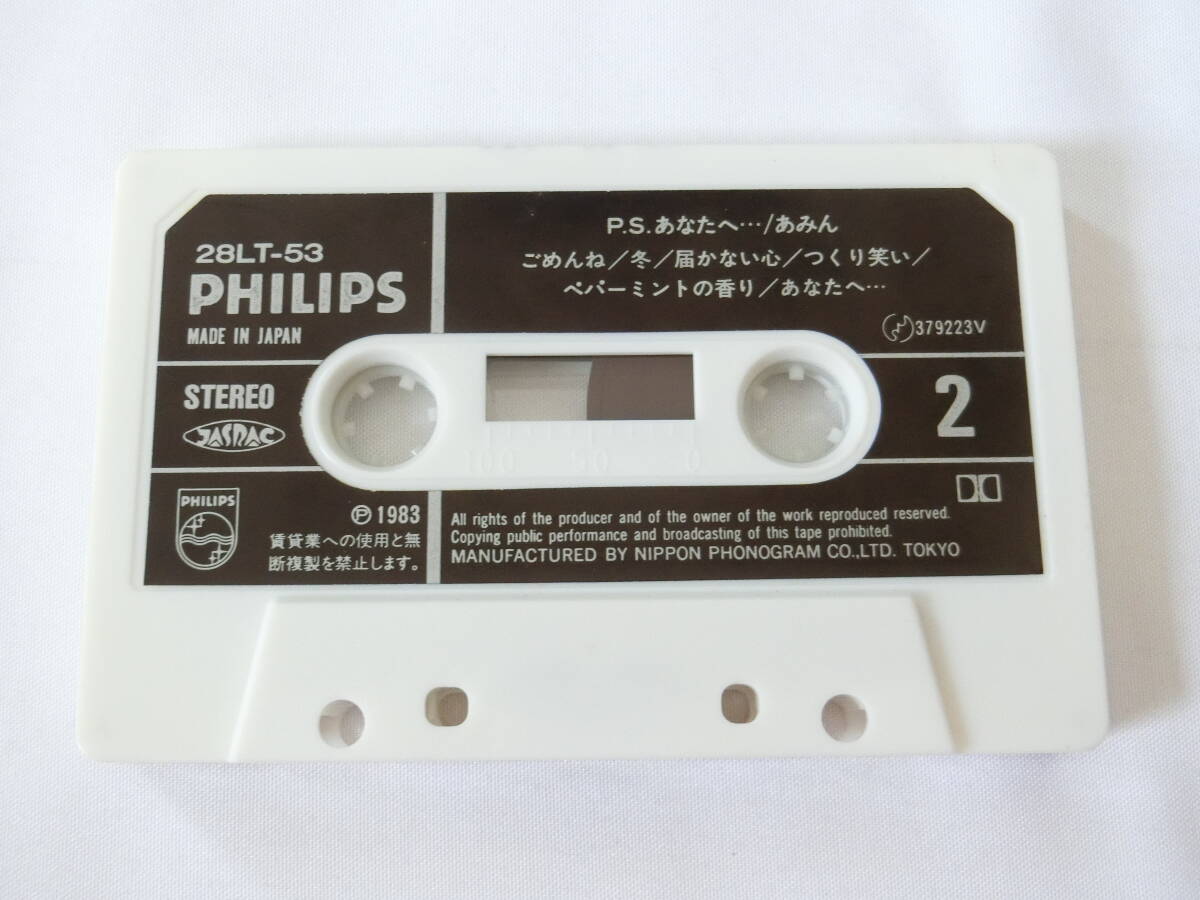 28LT-53
PHILIPS
MADE IN JAPAN
P.S.あなたへ…/あみん
ごめんね/冬/届かない心/つくり笑い/
ペパーミントの香り/あなたへ…
379223V
STEREO
JASRAC
2
100 50 0
PHILIPS
Ⓟ1983
賃貸業への使用と無
断複製を禁止します。
All rights of the producer and of the owner of the work reproduced reserved.
Copying public performance and broadcasting of this tape prohibited.
MANUFACTURED BY NIPPON PHONOGRAM CO.,LTD. TOKYO